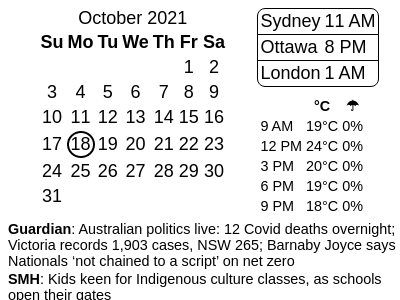 October 2021
Su Mo Tu We Th Fr Sa
1 2
3 4 5 6 7 8 9
10 11 12 13 14 15 16
17 18 19 20 21 22 23
24 25 26 27 28 29 30
31
Sydney 11 AM
Ottawa 8 PM
London 1 AM
°C ☂
9 AM 19°C 0%
12 PM 24°C 0%
3 PM 20°C 0%
6 PM 19°C 0%
9 PM 18°C 0%
Guardian: Australian politics live: 12 Covid deaths overnight;
Victoria records 1,903 cases, NSW 265; Barnaby Joyce says
Nationals ‘not chained to a script’ on net zero
SMH: Kids keen for Indigenous culture classes, as schools
open their gates